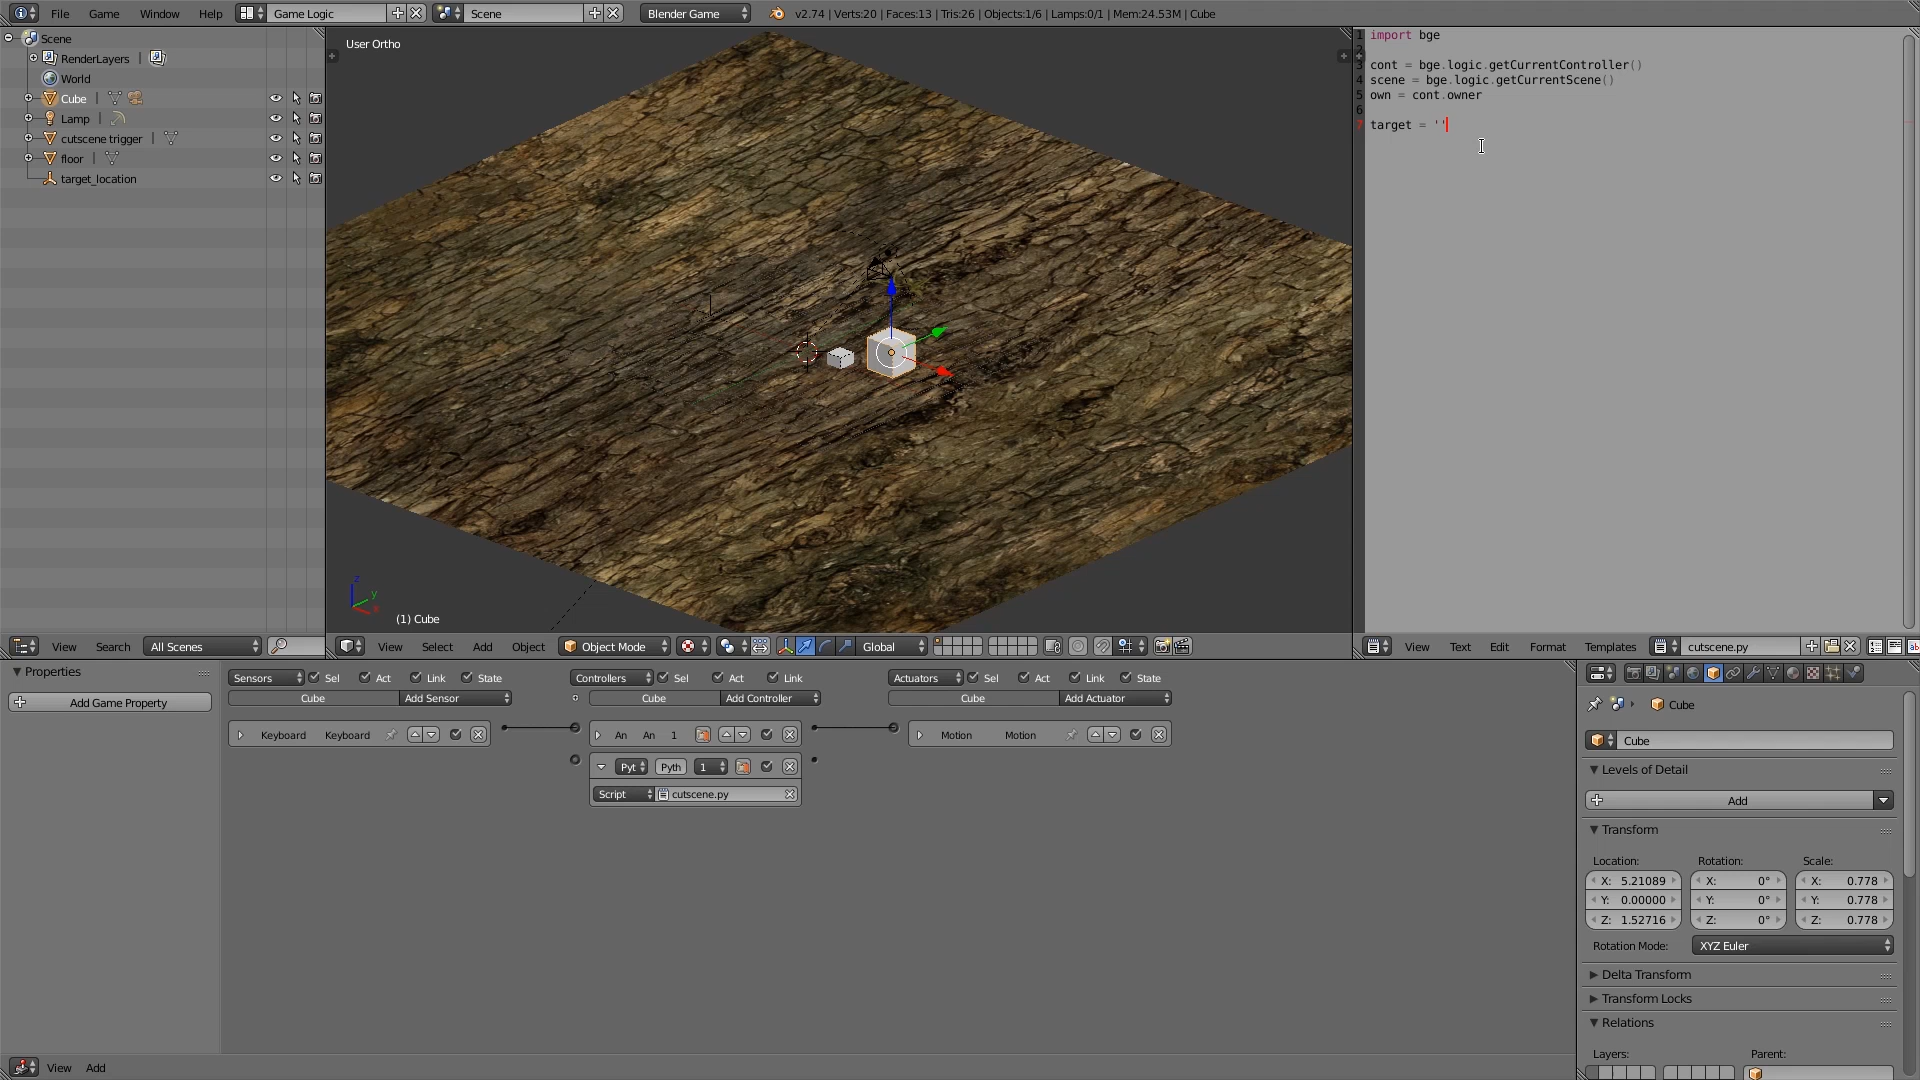 File Game Window Help Game Logic Scene Blender Game v2.74 | Verts:20 | Faces:13 | Tris:26 | Objects:1/6 | Lamps:0/1 | Mem:24.53M | Cube
Scene
RenderLayers
World
Cube
Lamp
cutscene trigger
floor
target_location
User Ortho
z
y
x
(1) Cube
1 import bge
2
3 cont = bge.logic.getCurrentController()
4 scene = bge.logic.getCurrentScene()
5 own = cont.owner
6
7 target = ''
View Search All Scenes
View Select Add Object Object Mode Global
View Text Edit Format Templates cutscene.py
Properties
Add Game Property
Sensors Sel Act Link State
Cube Add Sensor
Keyboard Keyboard
Controllers Sel Act Link
Cube Add Controller
An An 1
Pyt Pyth 1
Script cutscene.py
Actuators Sel Act Link State
Cube Add Actuator
Motion Motion
Cube
Cube
Levels of Detail
Add
Transform
Location: Rotation: Scale:
X: 5.21089 X: 0° X: 0.778
Y: 0.00000 Y: 0° Y: 0.778
Z: 1.52716 Z: 0° Z: 0.778
Rotation Mode: XYZ Euler
Delta Transform
Transform Locks
Relations
Layers: Parent:
View Add